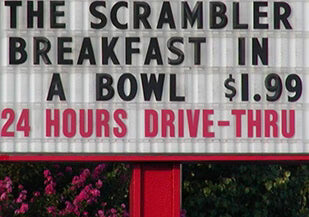 THE SCRAMBLER
BREAKFAST IN
A BOWL $1.99
24 HOURS DRIVE-THRU